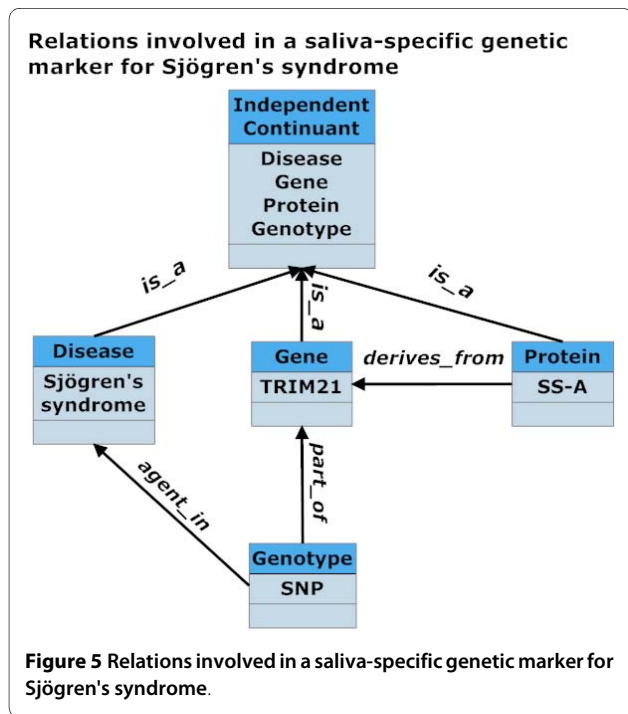 Relations involved in a saliva-specific genetic
marker for Sjögren's syndrome
Independent
Continuant
Disease
Gene
Protein
Genotype
is_a
is_a
is_a
Disease
Sjögren's
syndrome
Gene
TRIM21
derives_from
Protein
SS-A
agent_in
part_of
Genotype
SNP
Figure 5 Relations involved in a saliva-specific genetic marker for
Sjögren's syndrome.